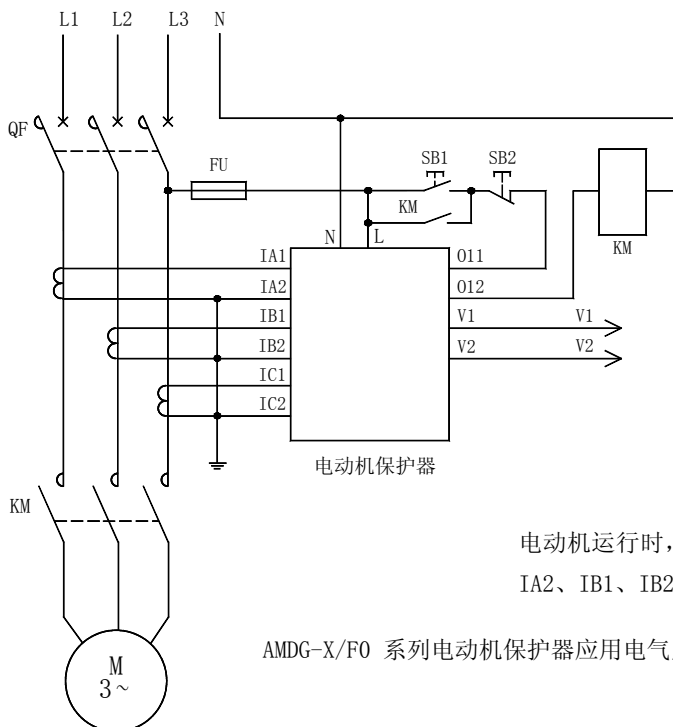 L1 L2 L3 N
QF
FU
SB1 SB2
KM
KM
N L
IA1 O11
IA2 O12
IB1 V1 V1
IB2 V2 V2
IC1
IC2
电动机保护器
KM
电动机运行时,
IA2、IB1、IB2
AMDG-X/F0 系列电动机保护器应用电气
M
3~